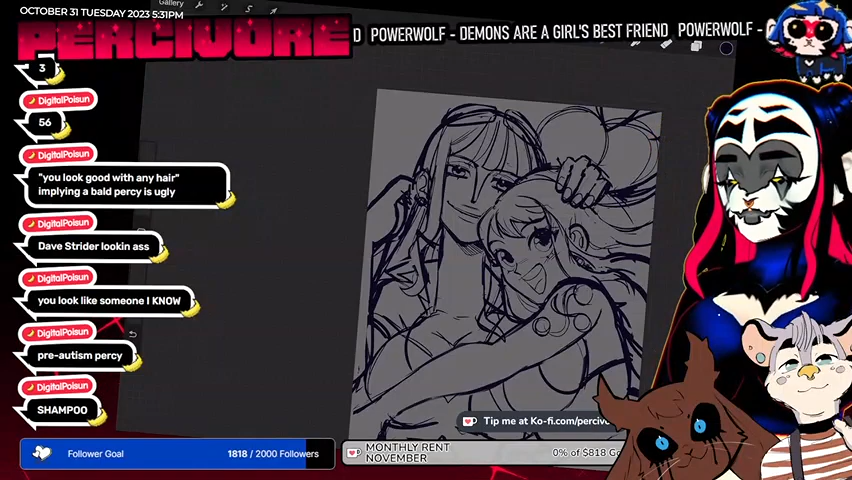 OCTOBER 31 TUESDAY 2023 5:31PM
Gallery
PERCIVORE
D POWERWOLF - DEMONS ARE A GIRL'S BEST FRIEND POWERWOLF -
3
DigitalPoisun
56
DigitalPoisun
"you look good with any hair"
implying a bald percy is ugly
DigitalPoisun
Dave Strider lookin ass
DigitalPoisun
you look like someone I KNOW
DigitalPoisun
pre-autism percy
DigitalPoisun
SHAMPOO
Tip me at Ko-fi.com/percivo
Follower Goal
1818 / 2000 Followers
MONTHLY RENT
NOVEMBER
0% of $818 Go